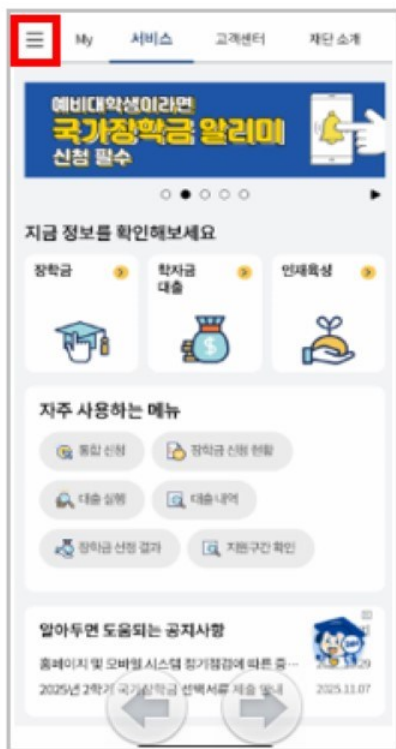 My 서비스 고객센터 재단 소개
예비대학생이라면
국가장학금 알리미
신청 필수
지금 정보를 확인해보세요
장학금 학자금 인재육성
대출
자주 사용하는 메뉴
통합 신청 장학금 신청 현황
대출 실행 대출 내역
장학금 선정 결과 지원구간 확인
알아두면 도움되는 공지사항
홈페이지 및 모바일 시스템 정기점검에 따른 중…
2025년 2학기 국가장학금 선택서류 제출 안내 2025.11.07